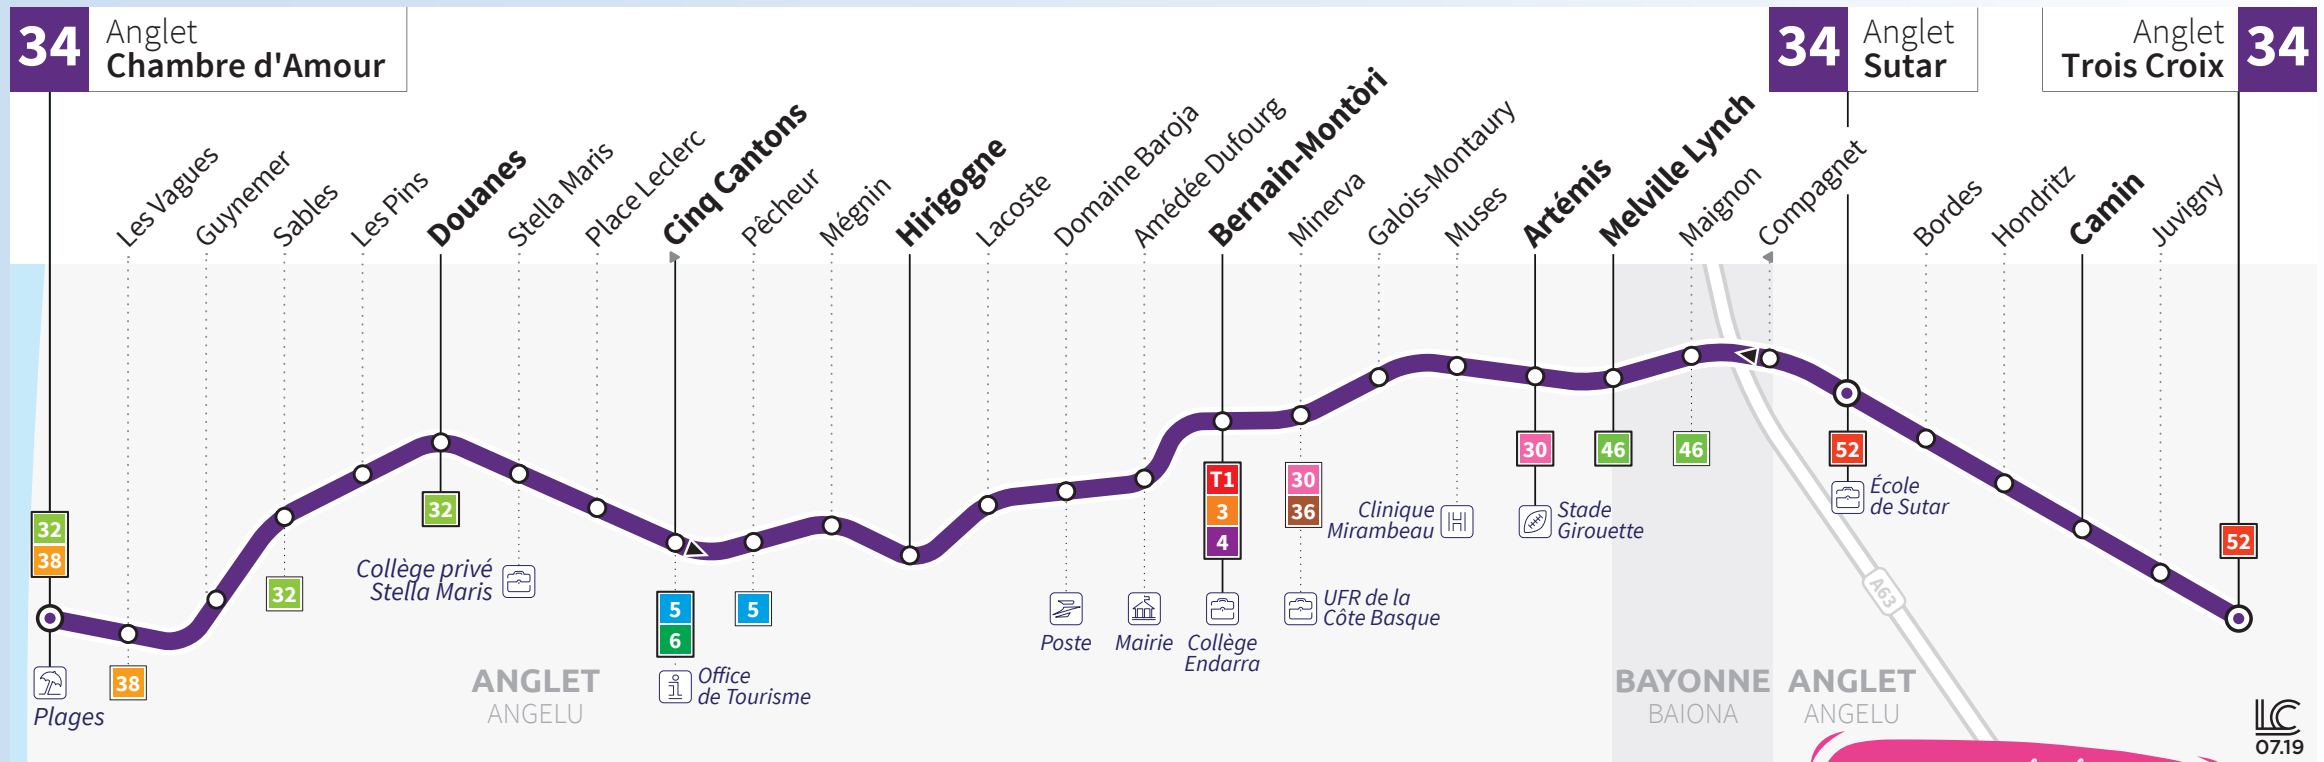 34
Anglet
Chambre d'Amour
34
Anglet
Sutar
Anglet
Trois Croix
34
Les Vagues
Guynemer
Sables
Les Pins
Douanes
Stella Maris
Place Leclerc
Cinq Cantons
Pêcheur
Mégnin
Hirigogne
Lacoste
Domaine Baroja
Amédée Dufourg
Bernain-Montòri
Minerva
Galois-Montaury
Muses
Artémis
Melville Lynch
Maignon
Compagnet
Bordes
Hondritz
Camin
Juvigny
32
38
Plages
38
32
32
Collège privé
Stella Maris
5
6
Office
de Tourisme
5
Poste
Mairie
T1
3
4
Collège
Endarra
30
36
UFR de la
Côte Basque
Clinique
Mirambeau
H
30
Stade
Girouette
46
46
52
École
de Sutar
52
A63
ANGLET
ANGELU
BAYONNE
BAIONA
ANGLET
ANGELU
LC
07.19